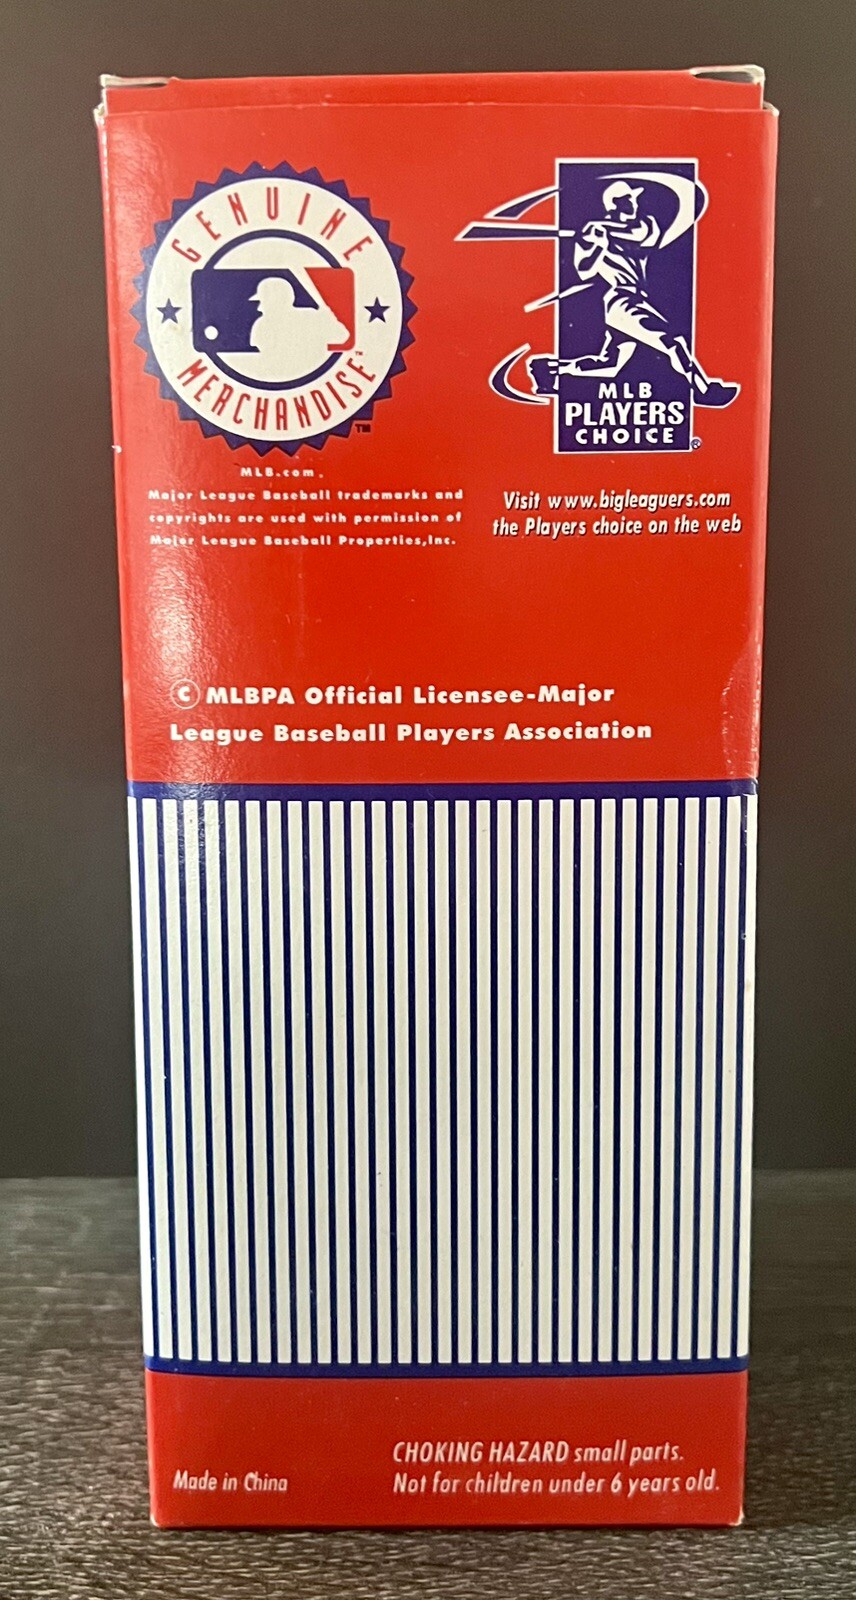 GENUINE
MERCHANDISE™
TM
MLB.com.
Major League Baseball trademarks and
copyrights are used with permission of
Major League Baseball Properties,Inc.
MLB
PLAYERS
CHOICE®
Visit www.bigleaguers.com
the Players choice on the web
© MLBPA Official Licensee-Major
League Baseball Players Association
Made in China
CHOKING HAZARD small parts.
Not for children under 6 years old.